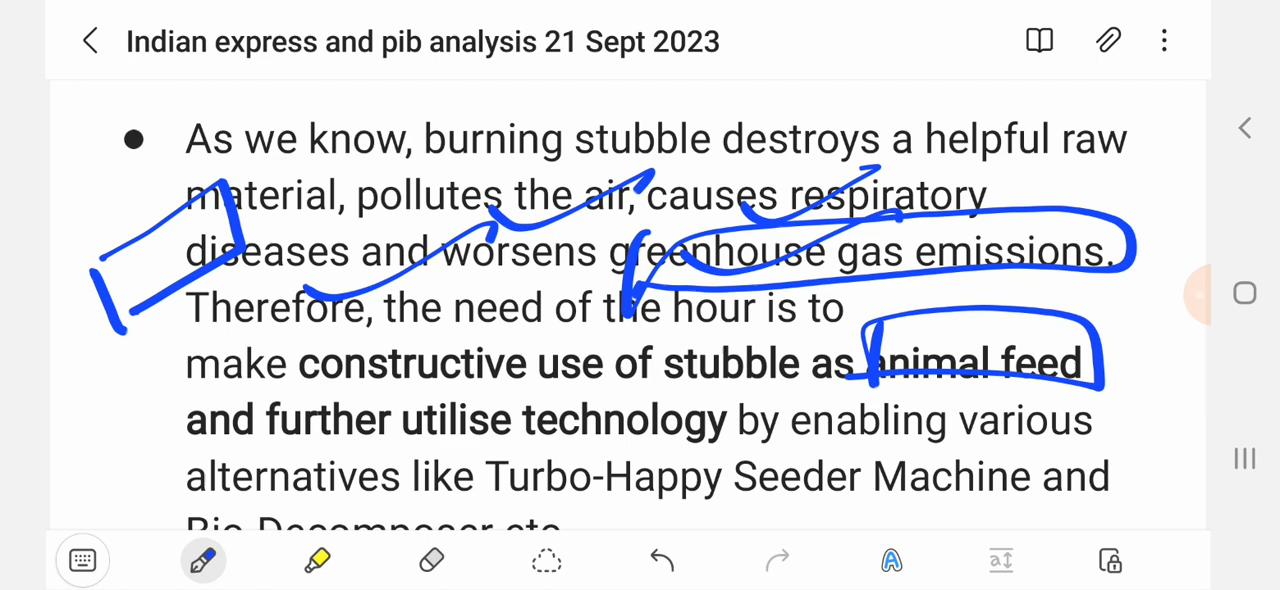 Indian express and pib analysis 21 Sept 2023
As we know, burning stubble destroys a helpful raw
material, pollutes the air, causes respiratory
diseases and worsens greenhouse gas emissions.
Therefore, the need of the hour is to
make constructive use of stubble as animal feed
and further utilise technology by enabling various
alternatives like Turbo-Happy Seeder Machine and
Bio Decomposer etc